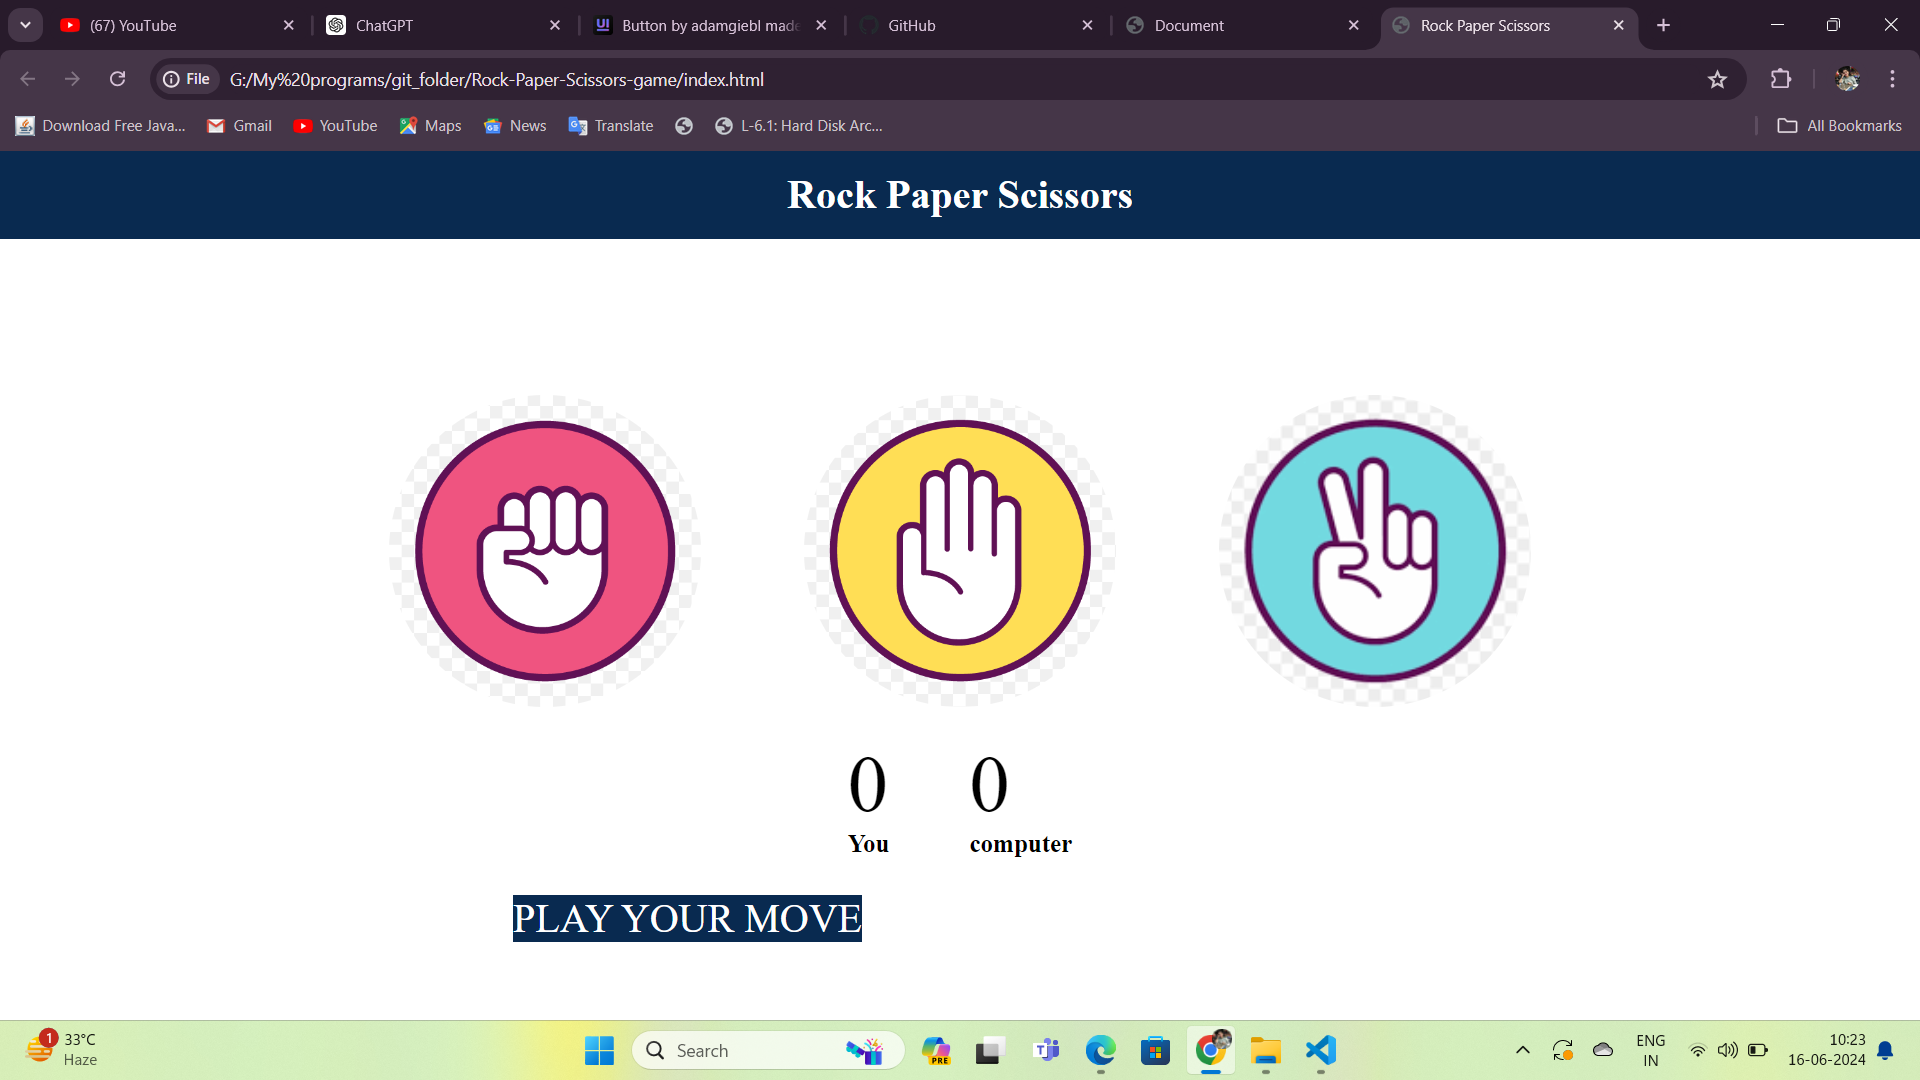 (67) YouTube
ChatGPT
Button by adamgiebl made
GitHub
Document
Rock Paper Scissors
File
G:/My%20programs/git_folder/Rock-Paper-Scissors-game/index.html
Download Free Java...
Gmail
YouTube
Maps
News
Translate
L-6.1: Hard Disk Arc...
All Bookmarks
Rock Paper Scissors
0 0
You computer
PLAY YOUR MOVE
1
33°C
Haze
Search
PRE
ENG
IN
10:23
16-06-2024